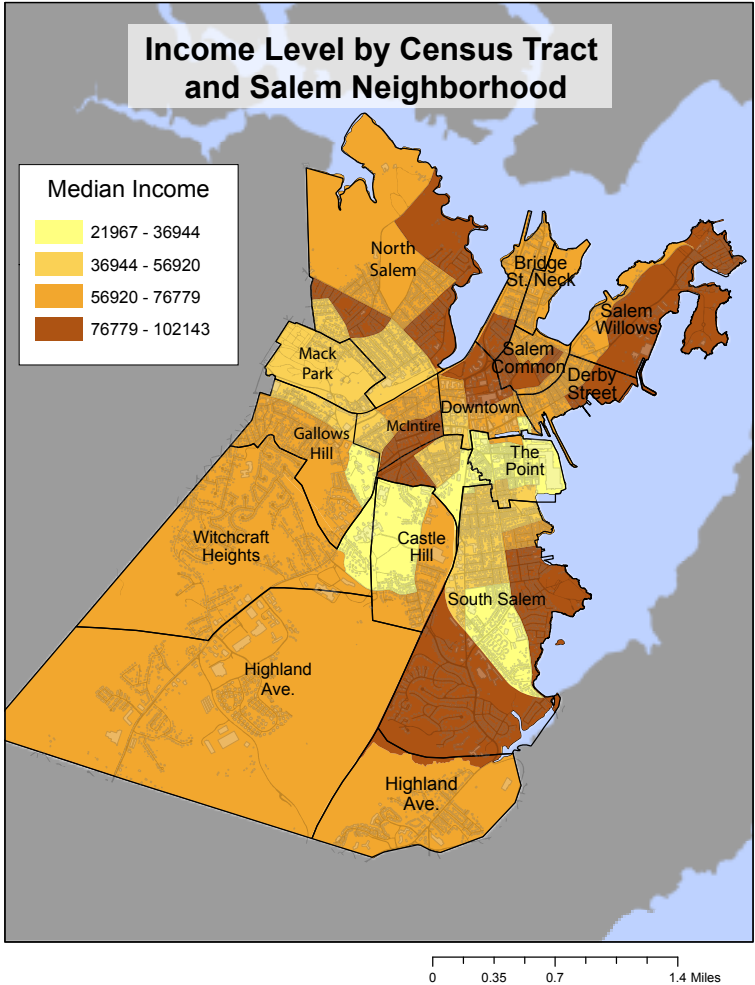 Income Level by Census Tract
and Salem Neighborhood
Median Income
21967 - 36944
36944 - 56920
56920 - 76779
76779 - 102143
North
Salem
Bridge
St. Neck
Salem
Willows
Mack
Park
Salem
Common
Derby
Street
Downtown
McIntire
Gallows
Hill
The
Point
Witchcraft
Heights
Castle
Hill
South Salem
Highland
Ave.
Highland
Ave.
0 0.35 0.7 1.4 Miles